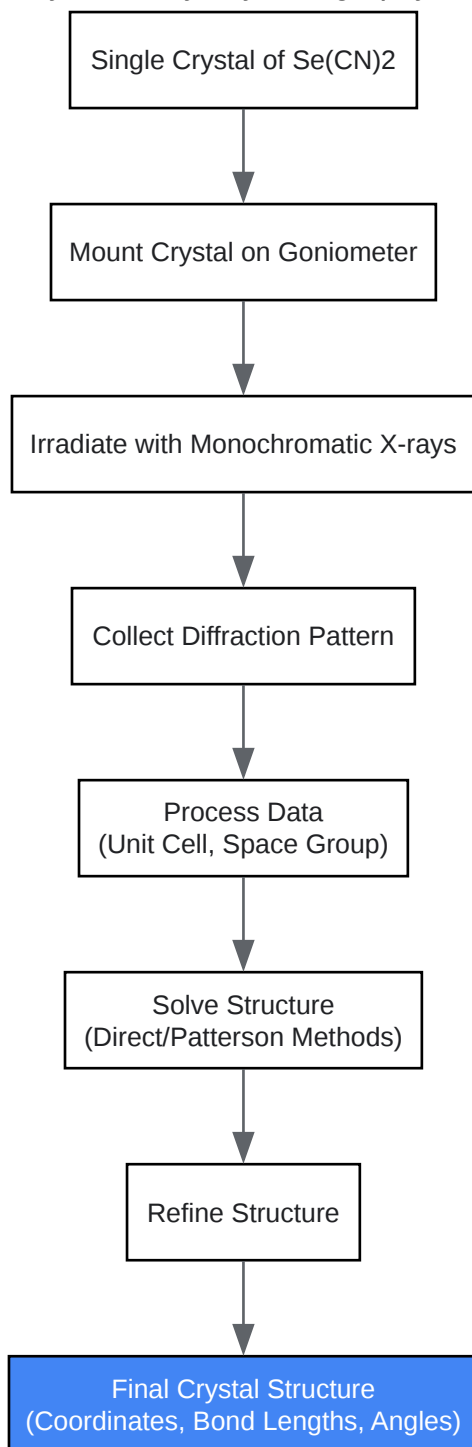 Single Crystal of Se(CN)2
Mount Crystal on Goniometer
Irradiate with Monochromatic X-rays
Collect Diffraction Pattern
Process Data
(Unit Cell, Space Group)
Solve Structure
(Direct/Patterson Methods)
Refine Structure
Final Crystal Structure
(Coordinates, Bond Lengths, Angles)